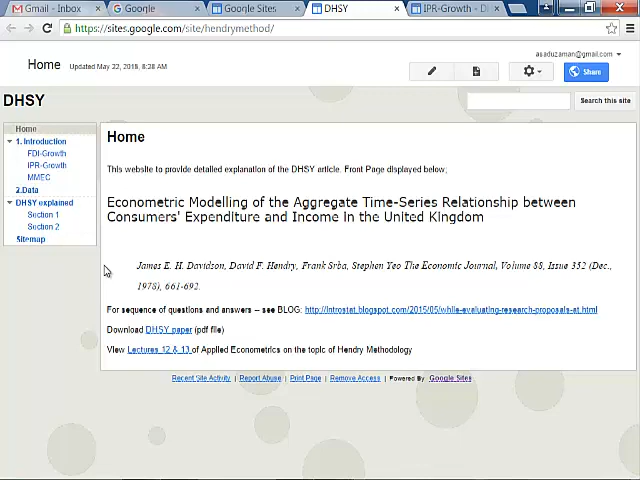 Gmail - Inbox
Google
Google Sites
DHSY
IPR-Growth - D
https://sites.google.com/site/hendrymethod/
asaduzaman@gmail.com
Home Updated May 22, 2015, 8:28 AM
Share
DHSY
Search this site
Home
1. Introduction
FDI-Growth
IPR-Growth
MMEC
2.Data
DHSY explained
Section 1
Section 2
Sitemap
Home
This website to provide detailed explanation of the DHSY article. Front Page displayed below;
Econometric Modelling of the Aggregate Time-Series Relationship between
Consumers' Expenditure and Income in the United Kingdom
James E. H. Davidson, David F. Hendry, Frank Srba, Stephen Yeo The Economic Journal, Volume 88, Issue 352 (Dec.,
1978), 661-692.
For sequence of questions and answers – see BLOG: http://introstat.blogspot.com/2015/05/while-evaluating-research-proposals-at.html
Download DHSY paper (pdf file)
View Lectures 12 & 13 of Applied Econometrics on the topic of Hendry Methodology
Recent Site Activity | Report Abuse | Print Page | Remove Access | Powered By Google Sites